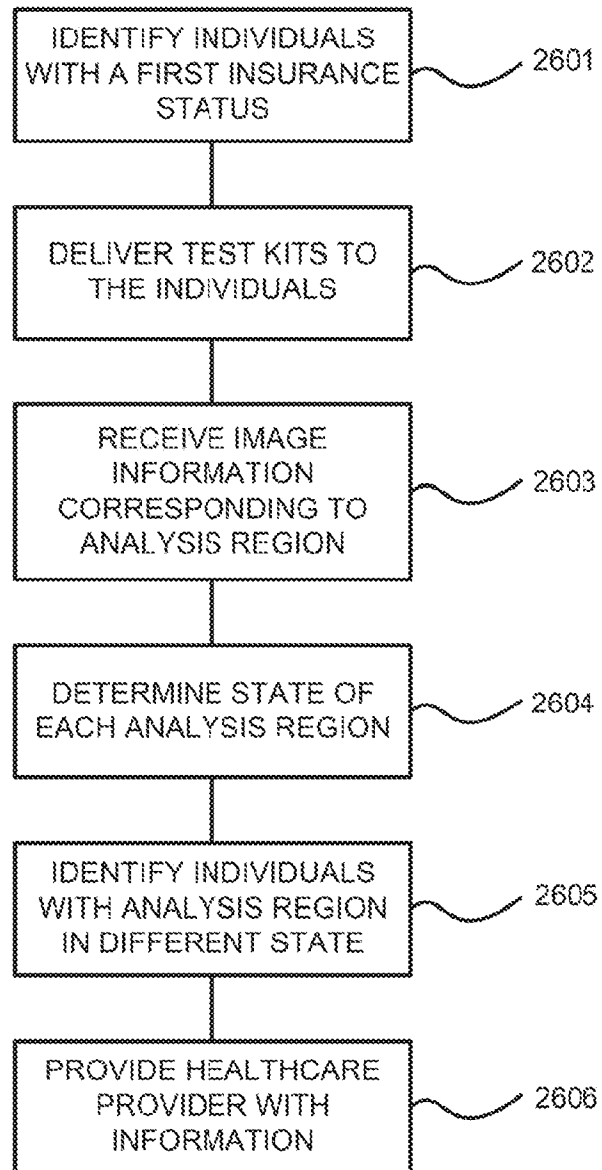 IDENTIFY INDIVIDUALS
WITH A FIRST INSURANCE
STATUS
2601
DELIVER TEST KITS TO
THE INDIVIDUALS
2602
RECEIVE IMAGE
INFORMATION
CORRESPONDING TO
ANALYSIS REGION
2603
DETERMINE STATE OF
EACH ANALYSIS REGION
2604
IDENTIFY INDIVIDUALS
WITH ANALYSIS REGION
IN DIFFERENT STATE
2605
PROVIDE HEALTHCARE
PROVIDER WITH
INFORMATION
2606